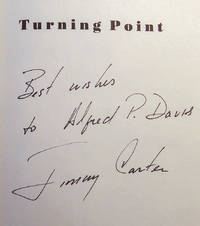 Turning Point
Best wishes
to Alfred P. Davis
Jimmy Carter